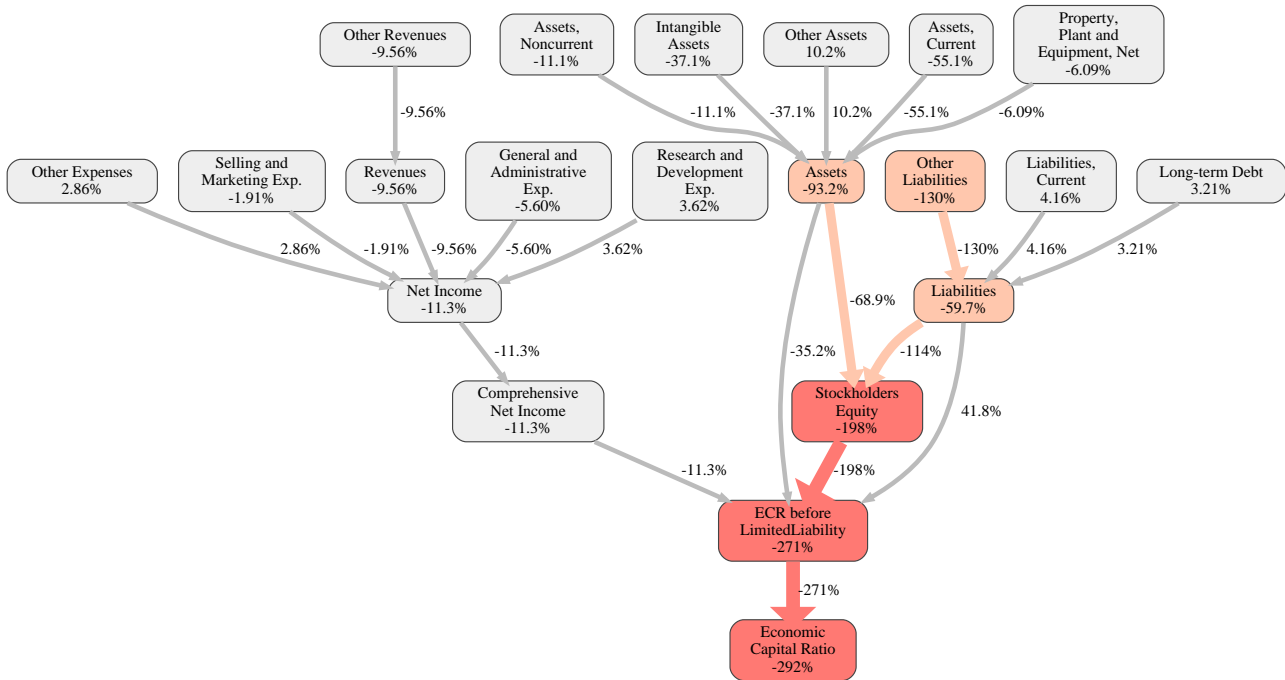 Other Revenues
-9.56%
Assets,
Noncurrent
-11.1%
Intangible
Assets
-37.1%
Other Assets
10.2%
Assets,
Current
-55.1%
Property,
Plant and
Equipment, Net
-6.09%
-9.56%
-11.1%
-37.1%
10.2%
-55.1%
-6.09%
Other Expenses
2.86%
Selling and
Marketing Exp.
-1.91%
Revenues
-9.56%
General and
Administrative
Exp.
-5.60%
Research and
Development
Exp.
3.62%
Assets
-93.2%
Other
Liabilities
-130%
Liabilities,
Current
4.16%
Long-term Debt
3.21%
2.86%
-1.91%
-9.56%
-5.60%
3.62%
-130%
4.16%
3.21%
Net Income
-11.3%
Liabilities
-59.7%
-68.9%
-11.3%
-35.2%
-114%
Comprehensive
Net Income
-11.3%
Stockholders
Equity
-198%
41.8%
-11.3%
-198%
ECR before
LimitedLiability
-271%
-271%
Economic
Capital Ratio
-292%